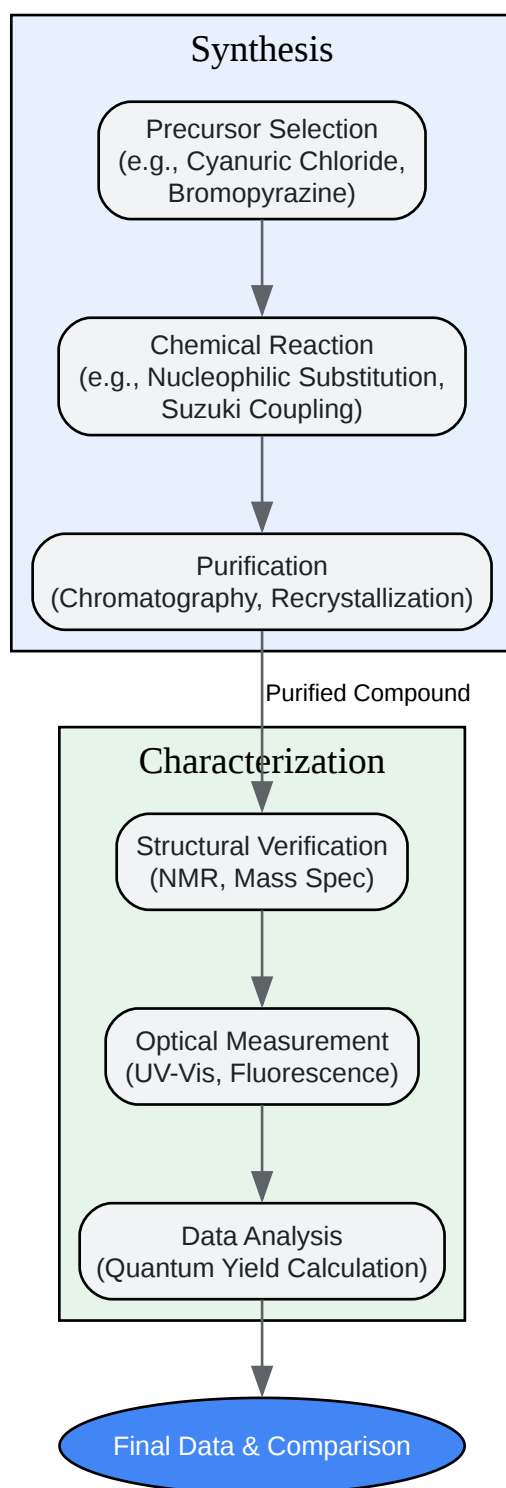 Synthesis
Precursor Selection
(e.g., Cyanuric Chloride,
Bromopyrazine)
Chemical Reaction
(e.g., Nucleophilic Substitution,
Suzuki Coupling)
Purification
(Chromatography, Recrystallization)
Purified Compound
Characterization
Structural Verification
(NMR, Mass Spec)
Optical Measurement
(UV-Vis, Fluorescence)
Data Analysis
(Quantum Yield Calculation)
Final Data & Comparison